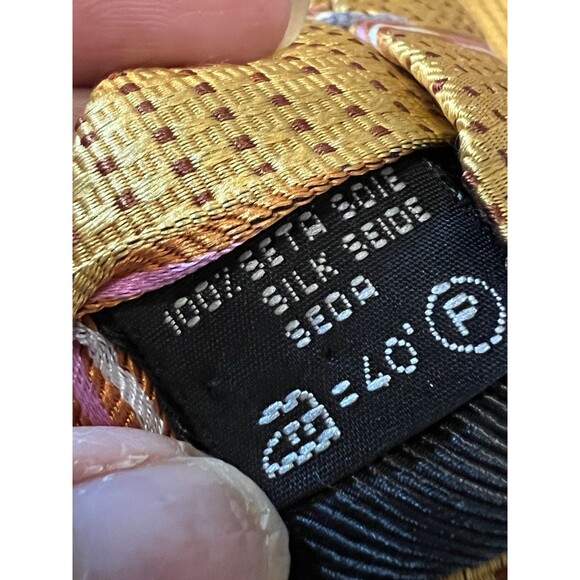 100% SETA SOIE
SILK SEIDE
SEDA
=40. P